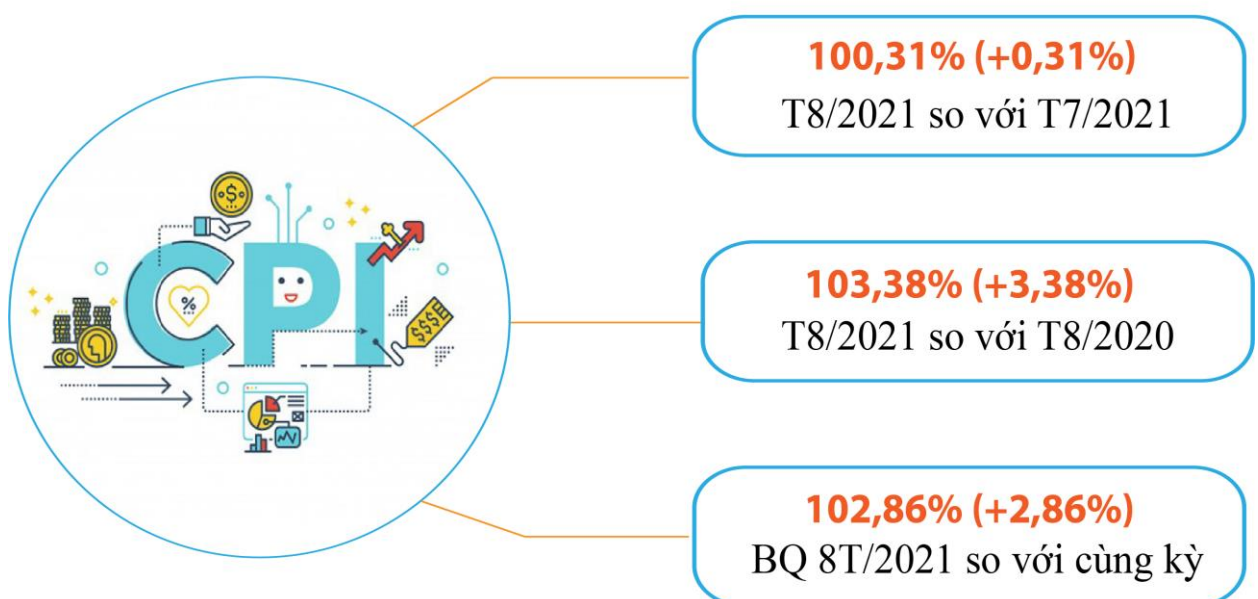 100,31% (+0,31%)
T8/2021 so với T7/2021
CPI
%
$
$$$
103,38% (+3,38%)
T8/2021 so với T8/2020
102,86% (+2,86%)
BQ 8T/2021 so với cùng kỳ